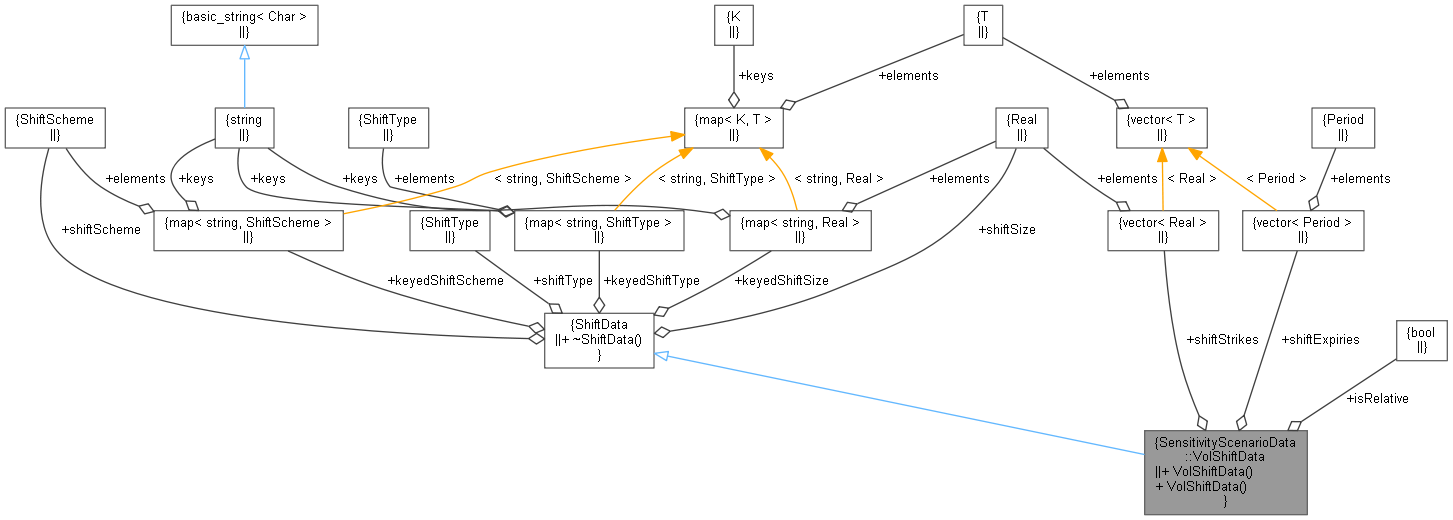 {basic_string< Char >
||}
{K
||}
{T
||}
+keys
+elements
+elements
{ShiftScheme
||}
{string
||}
{ShiftType
||}
{map< K, T >
||}
{Real
||}
{vector< T >
||}
{Period
||}
+elements
+keys
+keys
+keys
+elements
< string, ShiftScheme >
< string, ShiftType >
< string, Real >
+elements
+elements
< Real >
< Period >
+elements
+shiftScheme
{map< string, ShiftScheme >
||}
{ShiftType
||}
{map< string, ShiftType >
||}
{map< string, Real >
||}
+shiftSize
{vector< Real >
||}
{vector< Period >
||}
+keyedShiftScheme
+shiftType
+keyedShiftType
+keyedShiftSize
{ShiftData
||+ ~ShiftData()
}
+shiftStrikes
+shiftExpiries
{bool
||}
+isRelative
{SensitivityScenarioData
::VolShiftData
||+ VolShiftData()
+ VolShiftData()
}